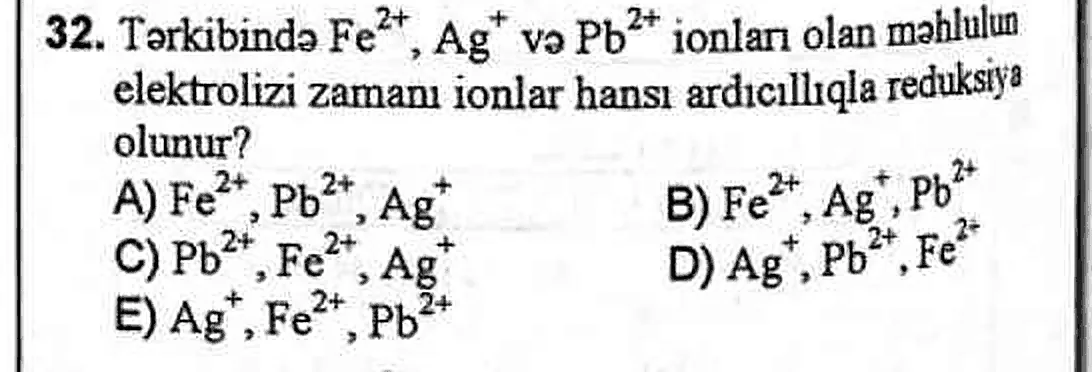 32. Tərkibində Fe²⁺, Ag⁺ və Pb²⁺ ionları olan məhlulun
elektrolizi zamanı ionlar hansı ardıcıllıqla reduksiya
olunur?
A) Fe²⁺, Pb²⁺, Ag⁺ B) Fe²⁺, Ag⁺, Pb²⁺
C) Pb²⁺, Fe²⁺, Ag⁺ D) Ag⁺, Pb²⁺, Fe²⁺
E) Ag⁺, Fe²⁺, Pb²⁺